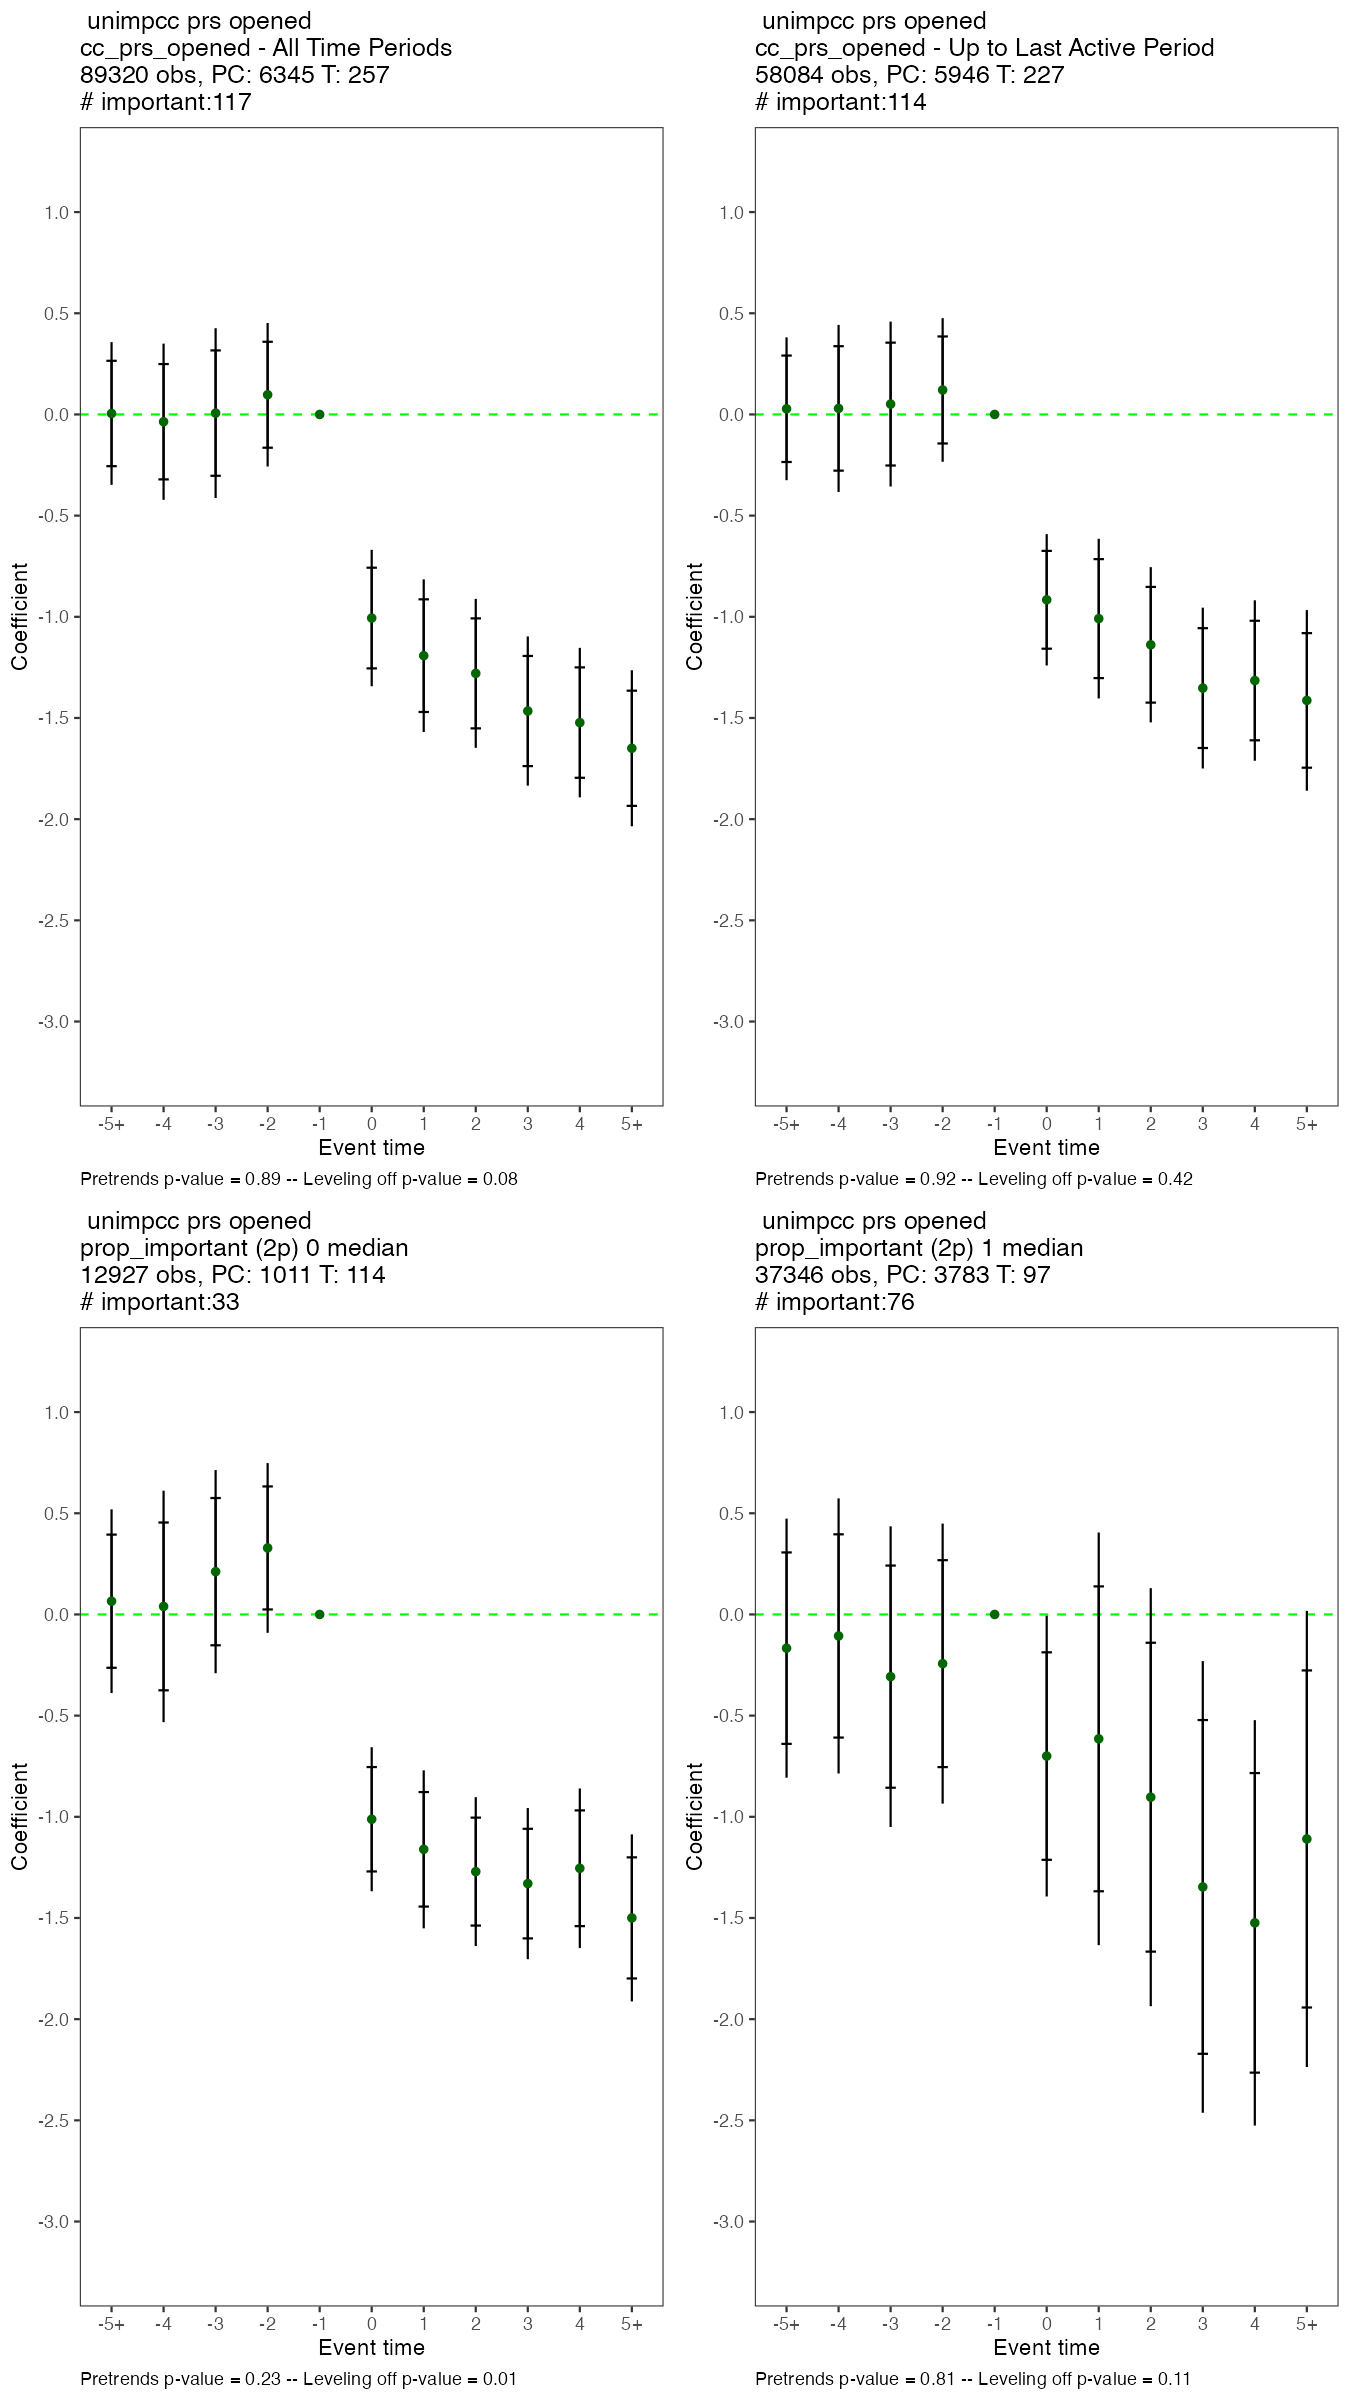 unimpcc prs opened
cc_prs_opened - All Time Periods
89320 obs, PC: 6345 T: 257
# important:117
1.0
0.5
0.0
-0.5
-1.0
-1.5
-2.0
-2.5
-3.0
Coefficient
-5+ -4 -3 -2 -1 0 1 2 3 4 5+
Event time
Pretrends p-value = 0.89 -- Leveling off p-value = 0.08
unimpcc prs opened
cc_prs_opened - Up to Last Active Period
58084 obs, PC: 5946 T: 227
# important:114
1.0
0.5
0.0
-0.5
-1.0
-1.5
-2.0
-2.5
-3.0
Coefficient
-5+ -4 -3 -2 -1 0 1 2 3 4 5+
Event time
Pretrends p-value = 0.92 -- Leveling off p-value = 0.42
unimpcc prs opened
prop_important (2p) 0 median
12927 obs, PC: 1011 T: 114
# important:33
1.0
0.5
0.0
-0.5
-1.0
-1.5
-2.0
-2.5
-3.0
Coefficient
-5+ -4 -3 -2 -1 0 1 2 3 4 5+
Event time
Pretrends p-value = 0.23 -- Leveling off p-value = 0.01
unimpcc prs opened
prop_important (2p) 1 median
37346 obs, PC: 3783 T: 97
# important:76
1.0
0.5
0.0
-0.5
-1.0
-1.5
-2.0
-2.5
-3.0
Coefficient
-5+ -4 -3 -2 -1 0 1 2 3 4 5+
Event time
Pretrends p-value = 0.81 -- Leveling off p-value = 0.11